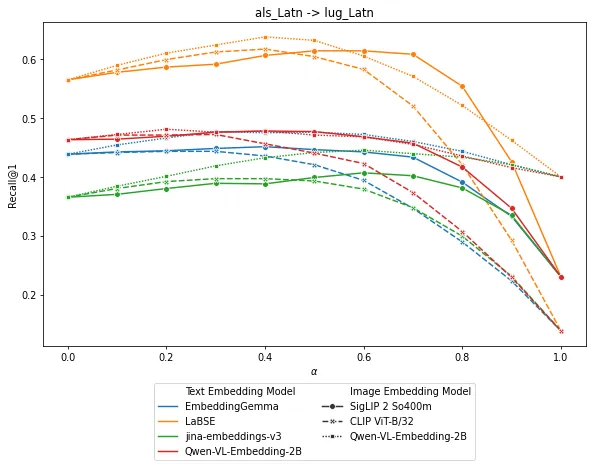 als_Latn -> lug_Latn
Recall@1
0.6
0.5
0.4
0.3
0.2
0.0
0.2
0.4
0.6
0.8
1.0
α
Text Embedding Model
EmbeddingGemma
LaBSE
jina-embeddings-v3
Qwen-VL-Embedding-2B
Image Embedding Model
SigLIP 2 So400m
CLIP ViT-B/32
Qwen-VL-Embedding-2B